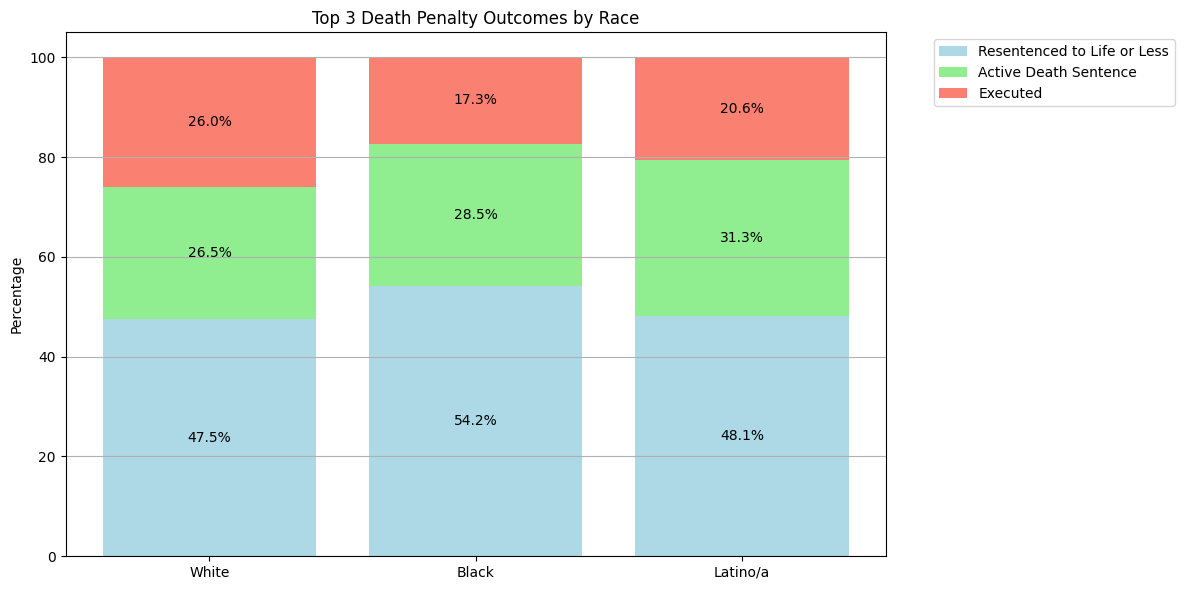 Top 3 Death Penalty Outcomes by Race
Resentenced to Life or Less
Active Death Sentence
Executed
Percentage
100
80
60
40
20
0
26.0%
17.3%
20.6%
26.5%
28.5%
31.3%
47.5%
54.2%
48.1%
White
Black
Latino/a